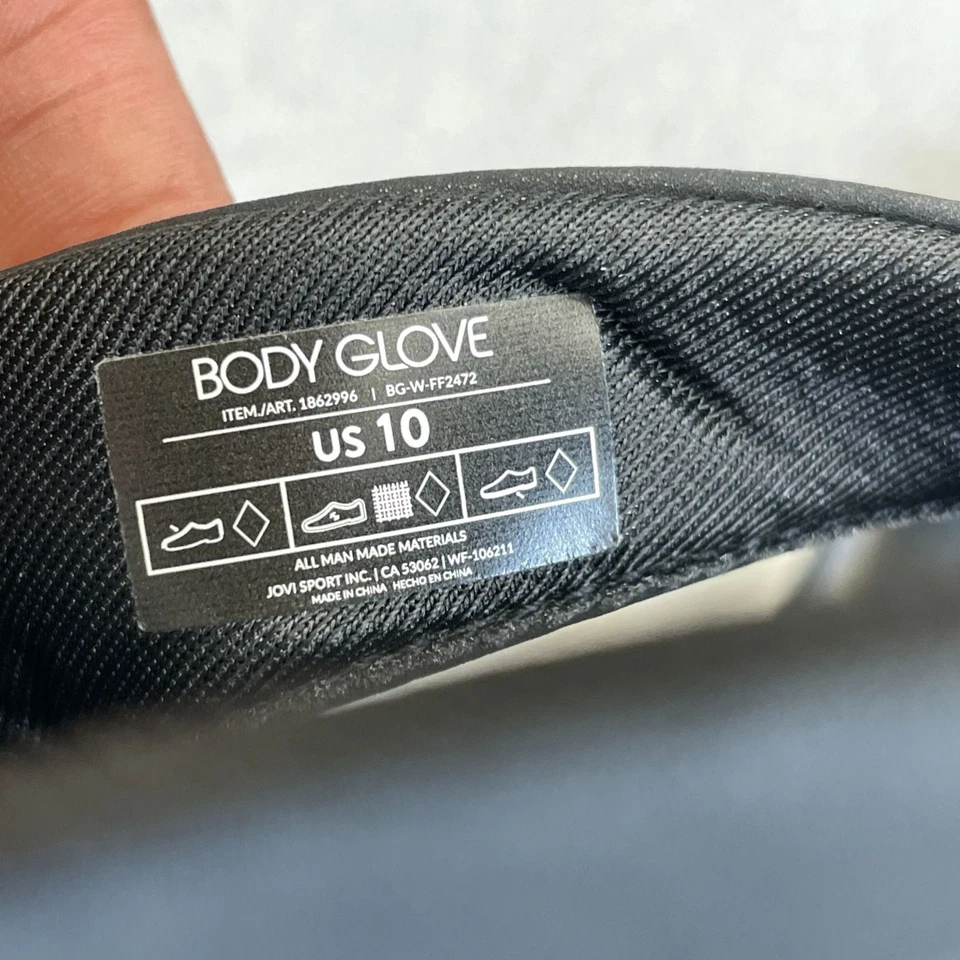 BODY GLOVE
ITEM./ART. 1862996 | BG-W-FF2472
US 10
ALL MAN MADE MATERIALS
JOVI SPORT INC. | CA 53062 | WF-106211
MADE IN CHINA HECHO EN CHINA